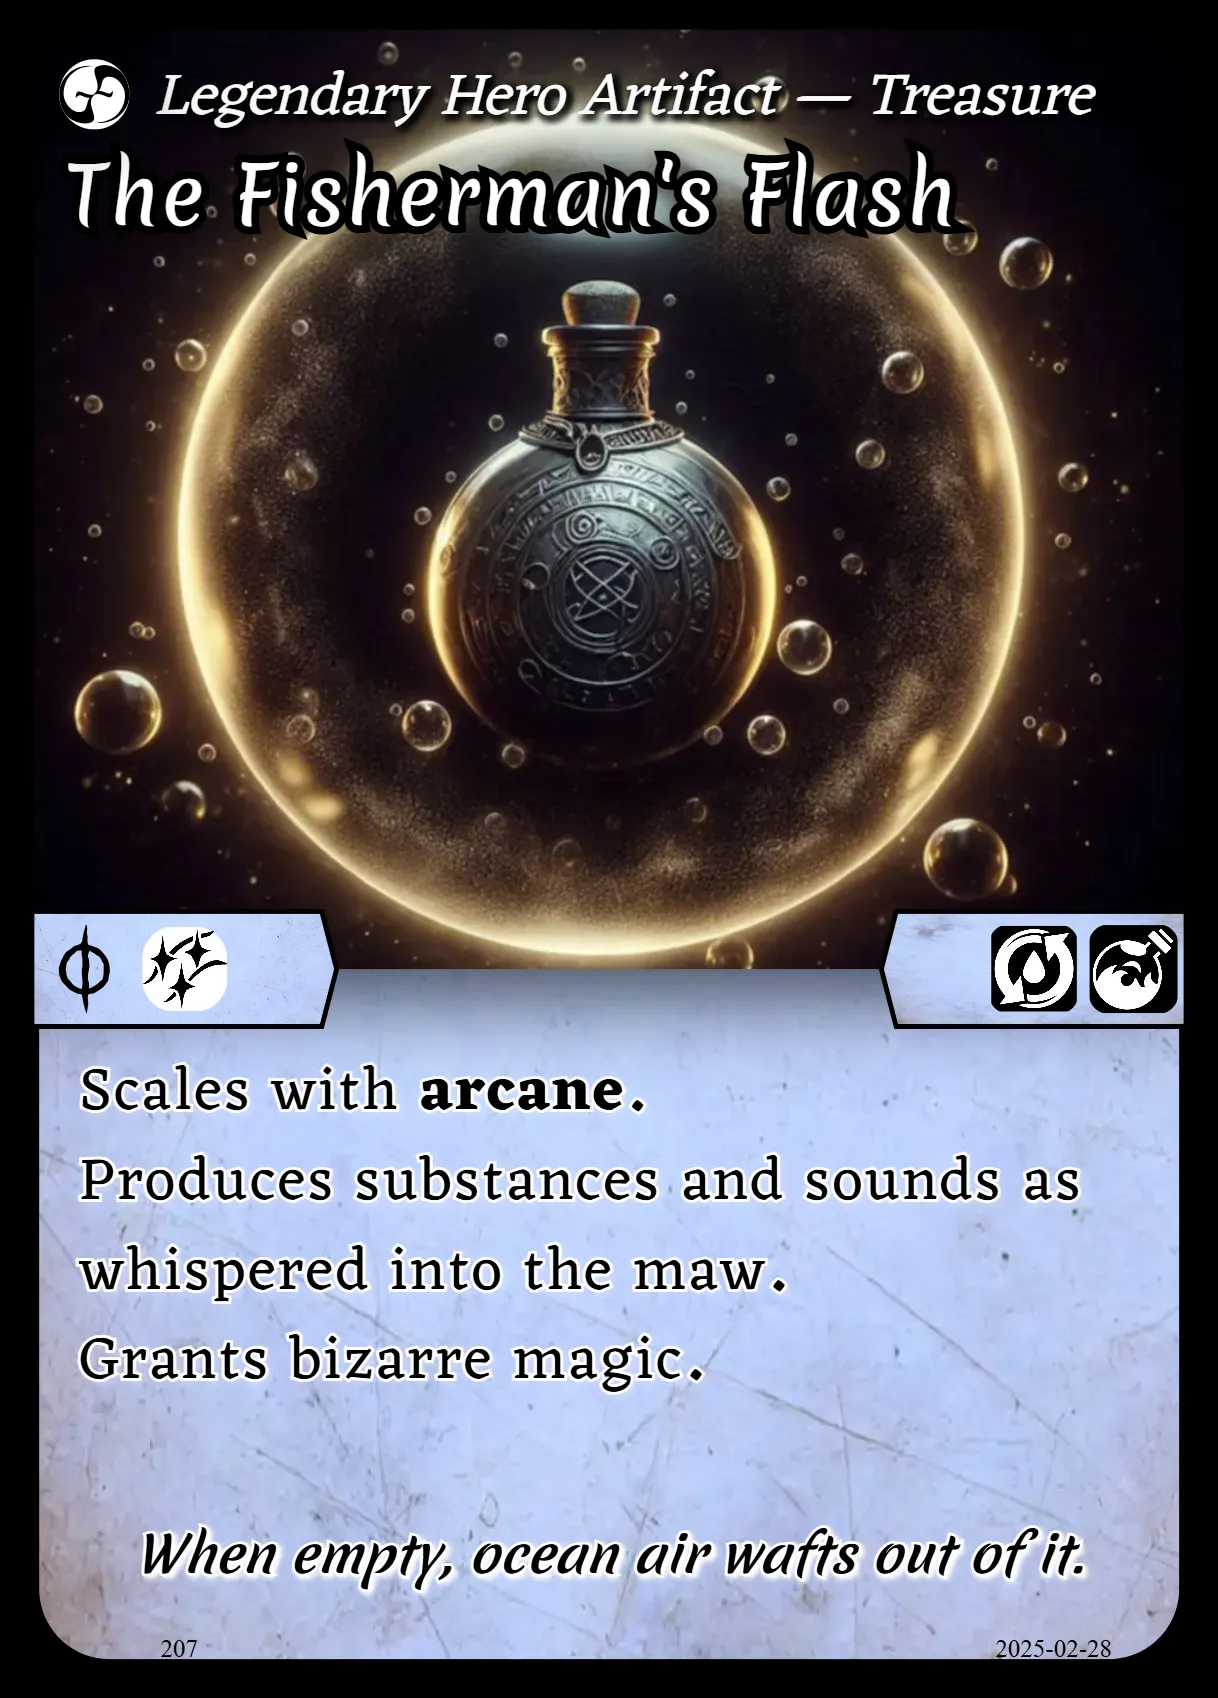 Legendary Hero Artifact — Treasure
The Fisherman's Flash
Scales with arcane.
Produces substances and sounds as
whispered into the maw.
Grants bizarre magic.
When empty, ocean air wafts out of it.
207
2025-02-28